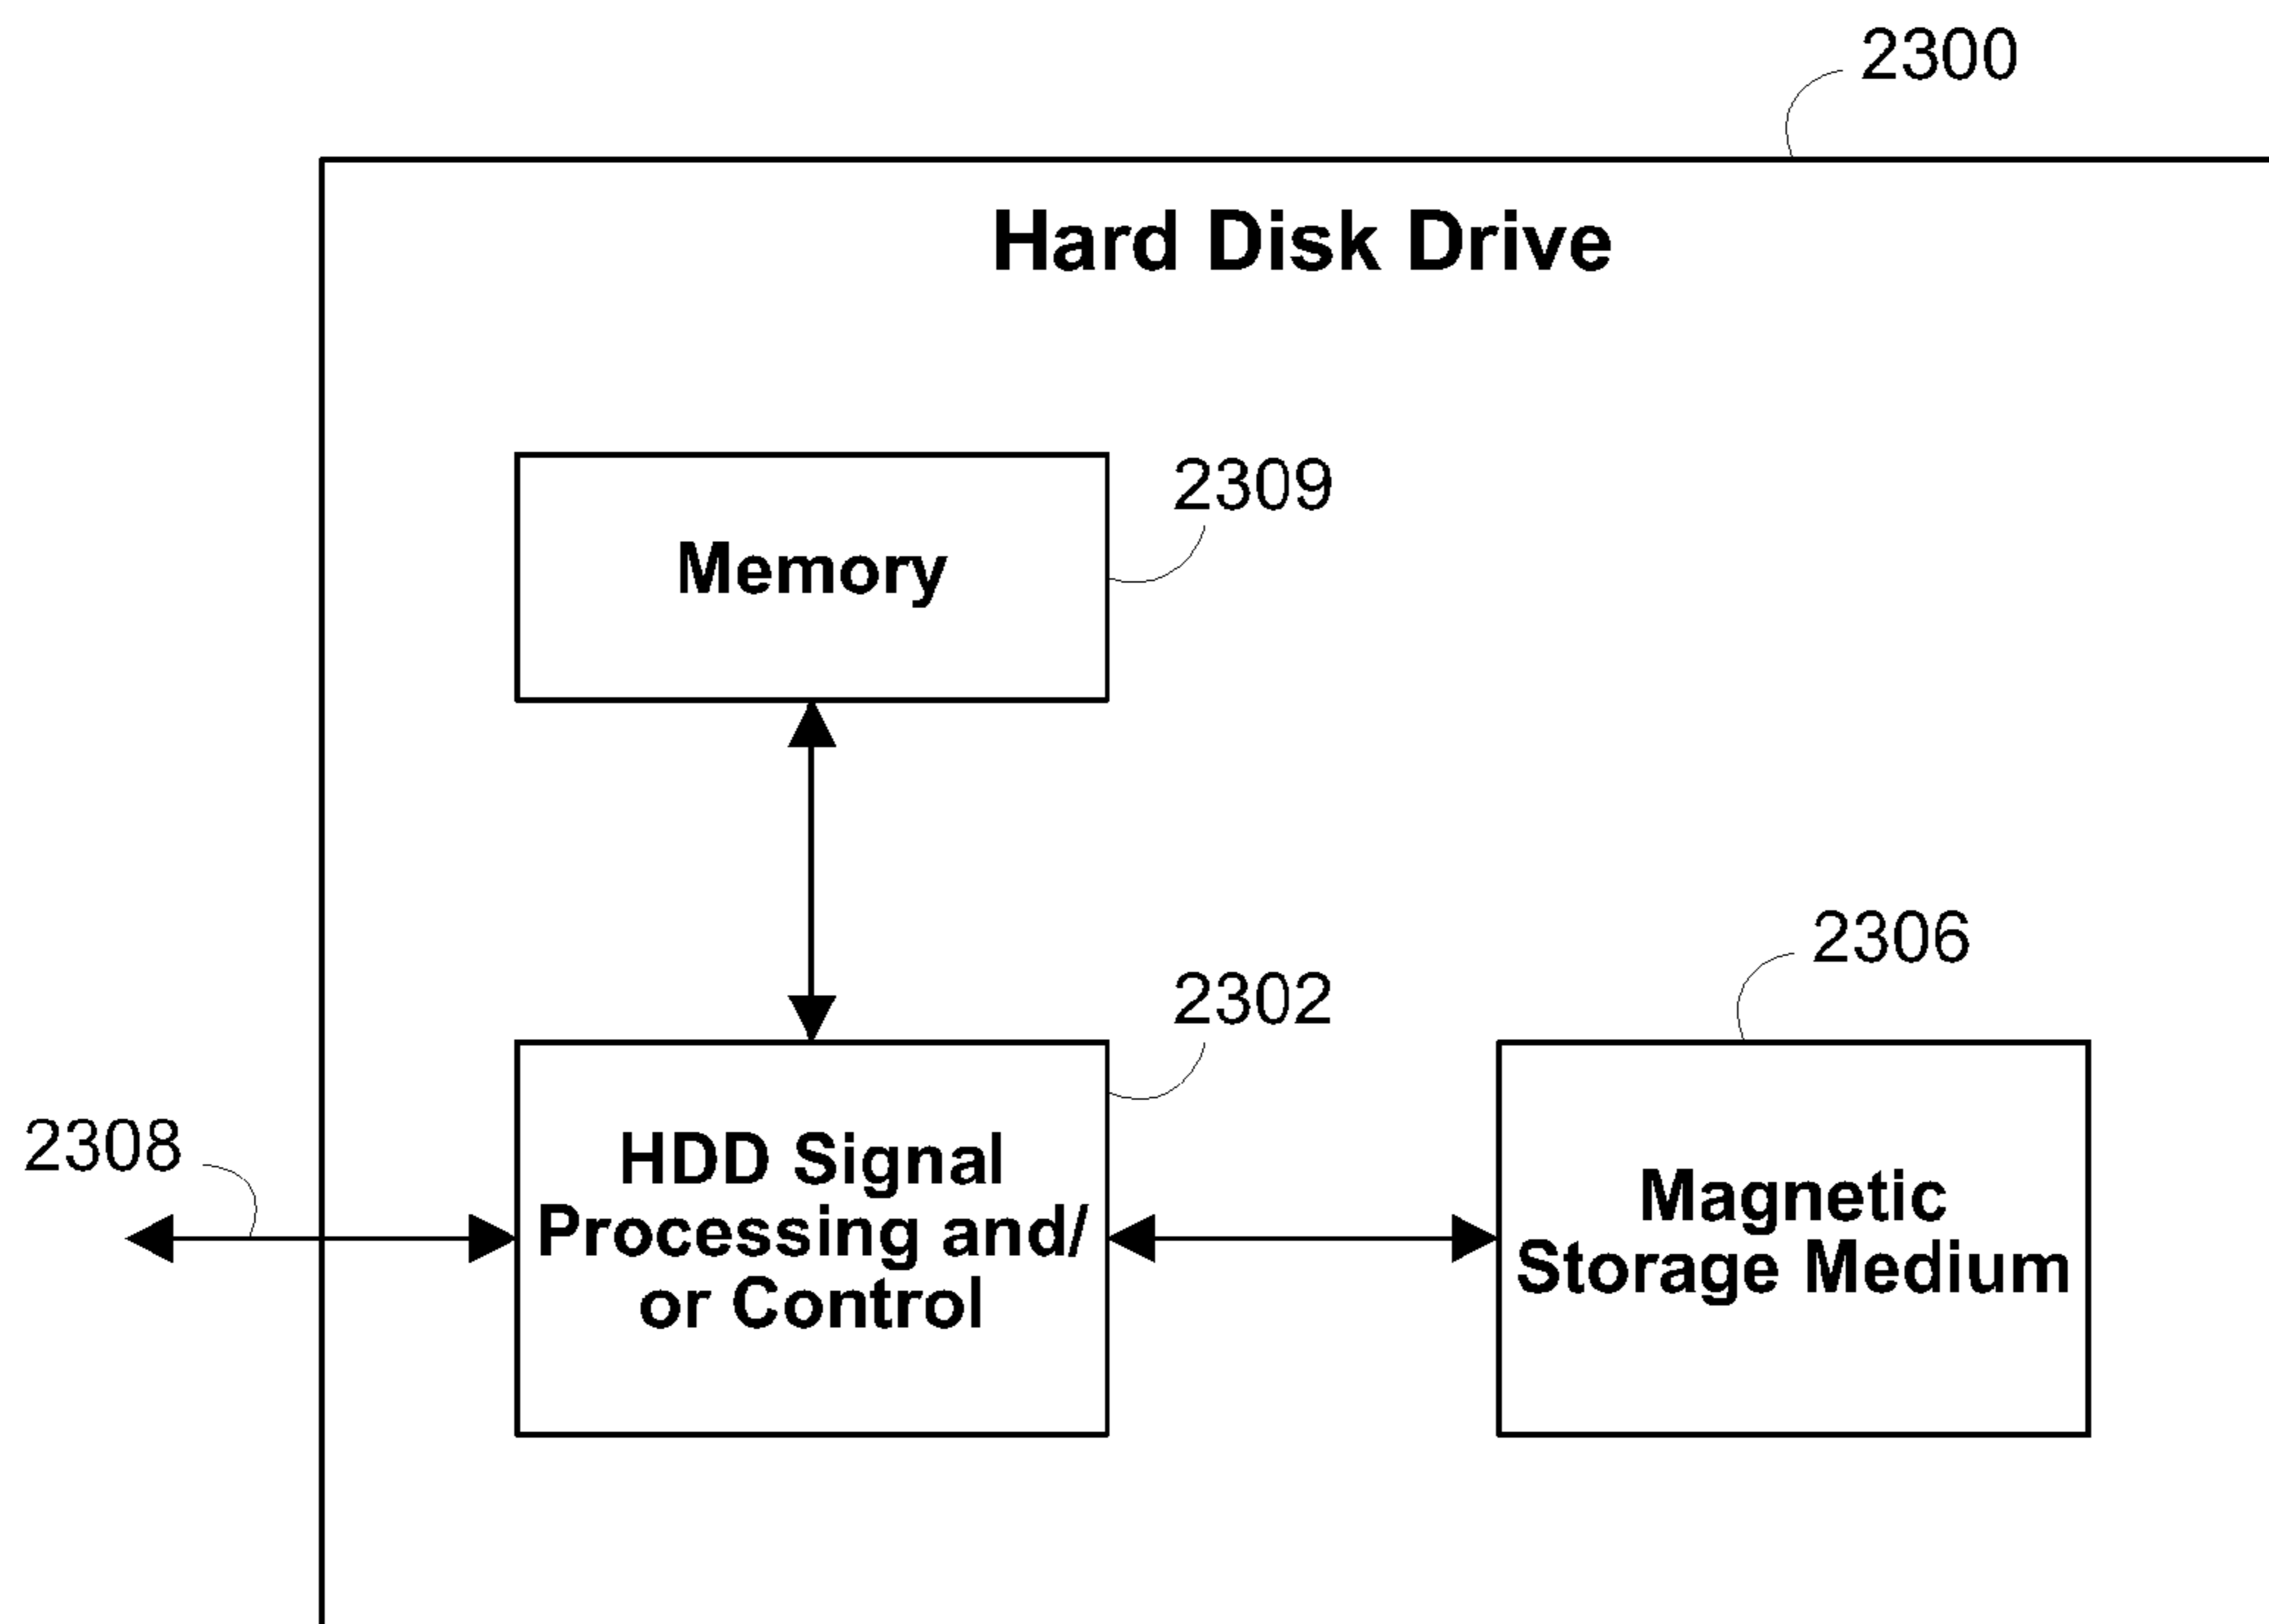 2300
Hard Disk Drive
2309
Memory
2306
2302
2308
HDD Signal
Processing and/
or Control
Magnetic
Storage Medium